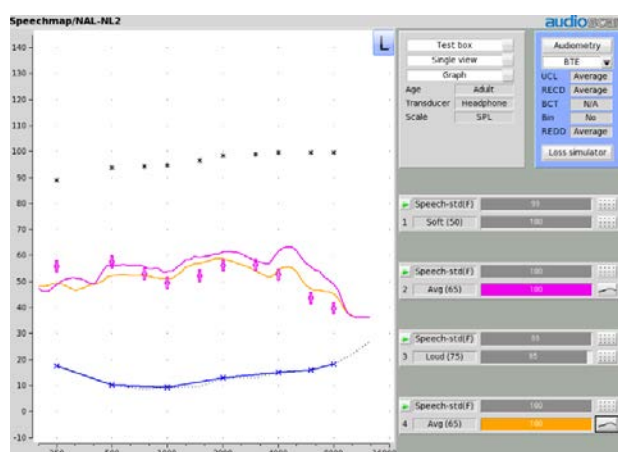 Speechmap/NAL-NL2
audioscan
L
140
130
120
110
100
90
80
70
60
50
40
30
20
10
0
-10
250
500
1000
2000
4000
8000
16000
Test box
Single view
Graph
Age Adult
Transducer Headphone
Scale SPL
Audiometry
BTE
UCL Average
RECD Average
BCT N/A
Bin No
REDD Average
Loss simulator
Speech-std(F)
1 Soft (50) 100
Speech-std(F) 100
2 Avg (65) 100
Speech-std(F)
3 Loud (75)
Speech-std(F) 100
4 Avg (65) 100